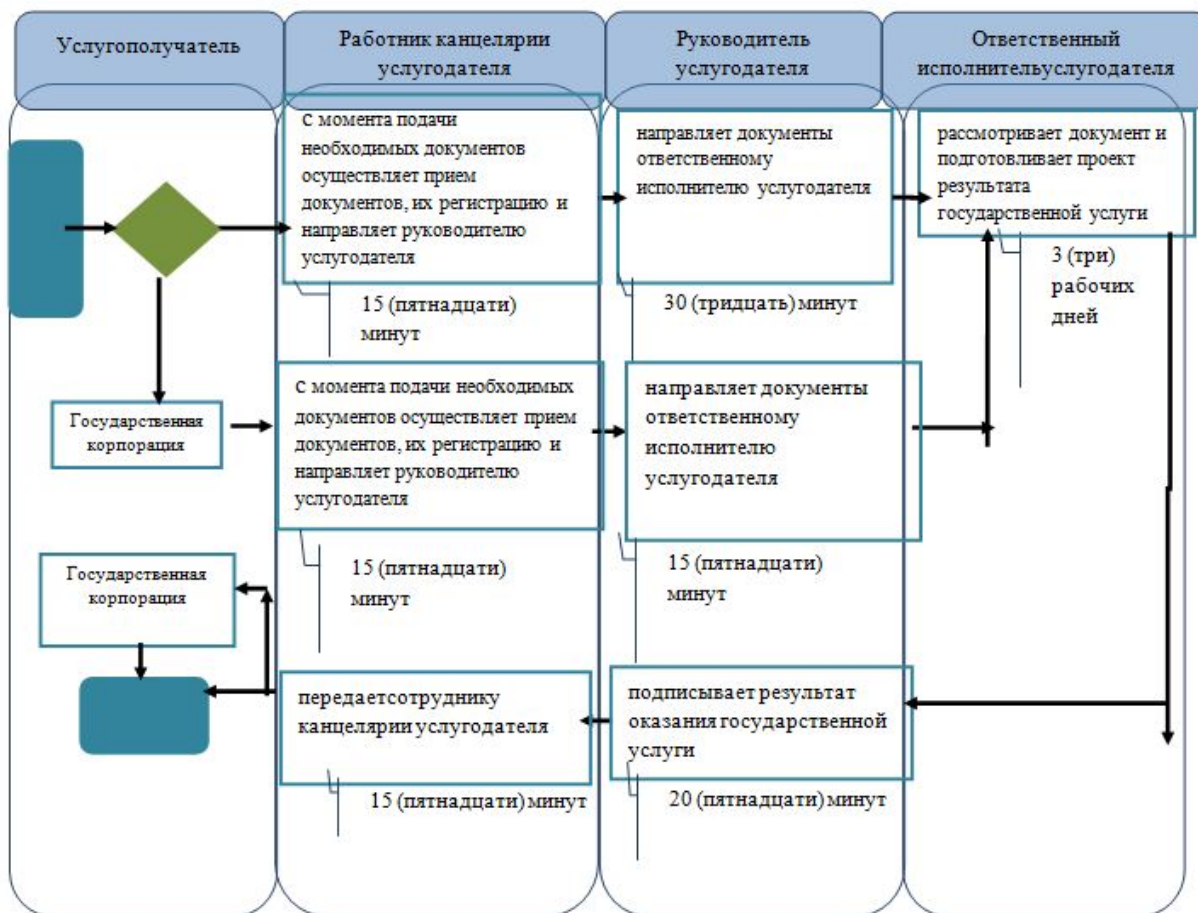 Услугополучатель
Работник канцелярии
услугодателя
Руководитель
услугодателя
Ответственный
исполнительуслугодателя
С момента подачи
необходимых документов
осуществляет прием
документов, их регистрацию и
направляет руководителю
услугодателя
15 (пятнадцати)
минут
направляет документы
ответственному
исполнителю услугодателя
30 (тридцать) минут
рассмотривает документ и
подготовливает проект
результата
государственной услуги
3 (три)
рабочих
дней
Государственная
корпорация
С момента подачи необходимых
документов осуществляет прием
документов, их регистрацию и
направляет руководителю
услугодателя
15 (пятнадцати)
минут
направляет документы
ответственному
исполнителю
услугодателя
15 (пятнадцати)
минут
Государственная
корпорация
передаетсотруднику
канцелярии услугодателя
15 (пятнадцати) минут
подписывает результат
оказания государственной
услуги
20 (пятнадцати) минут